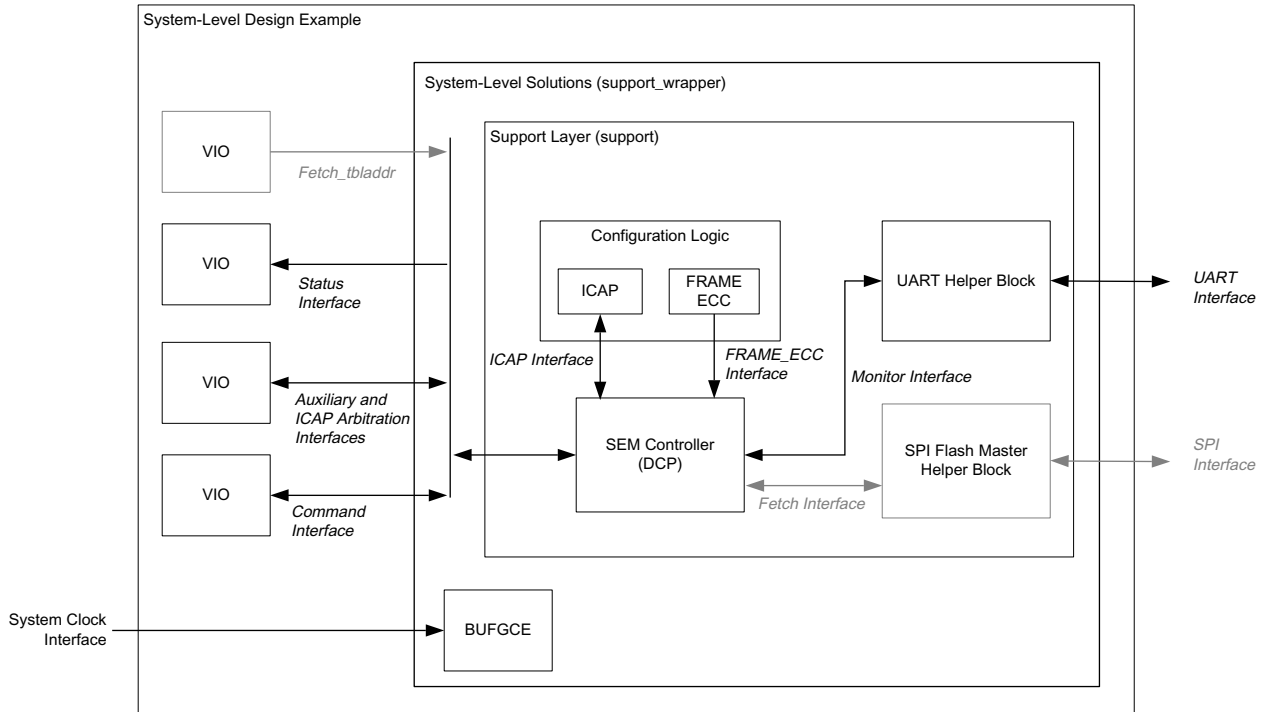 System-Level Design Example
System-Level Solutions (support_wrapper)
Support Layer (support)
VIO
Fetch_tbladdr
VIO
Status
Interface
VIO
Auxiliary and
ICAP Arbitration
Interfaces
VIO
Command
Interface
Configuration Logic
ICAP
FRAME
ECC
ICAP Interface
FRAME_ECC
Interface
SEM Controller
(DCP)
Monitor Interface
Fetch Interface
UART Helper Block
UART
Interface
SPI Flash Master
Helper Block
SPI
Interface
System Clock
Interface
BUFGCE